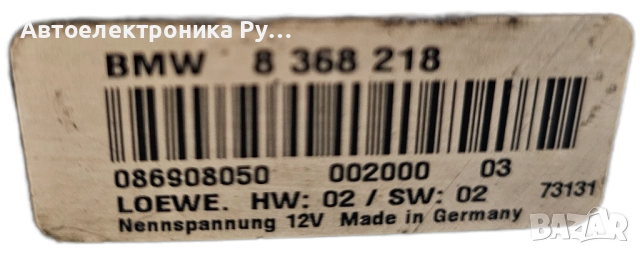 Автоелектроника Ру...
BMW 8 368 218
086908050 002000 03
LOEWE. HW: 02 / SW: 02 73131
Nennspannung 12V Made in Germany
BAZAR